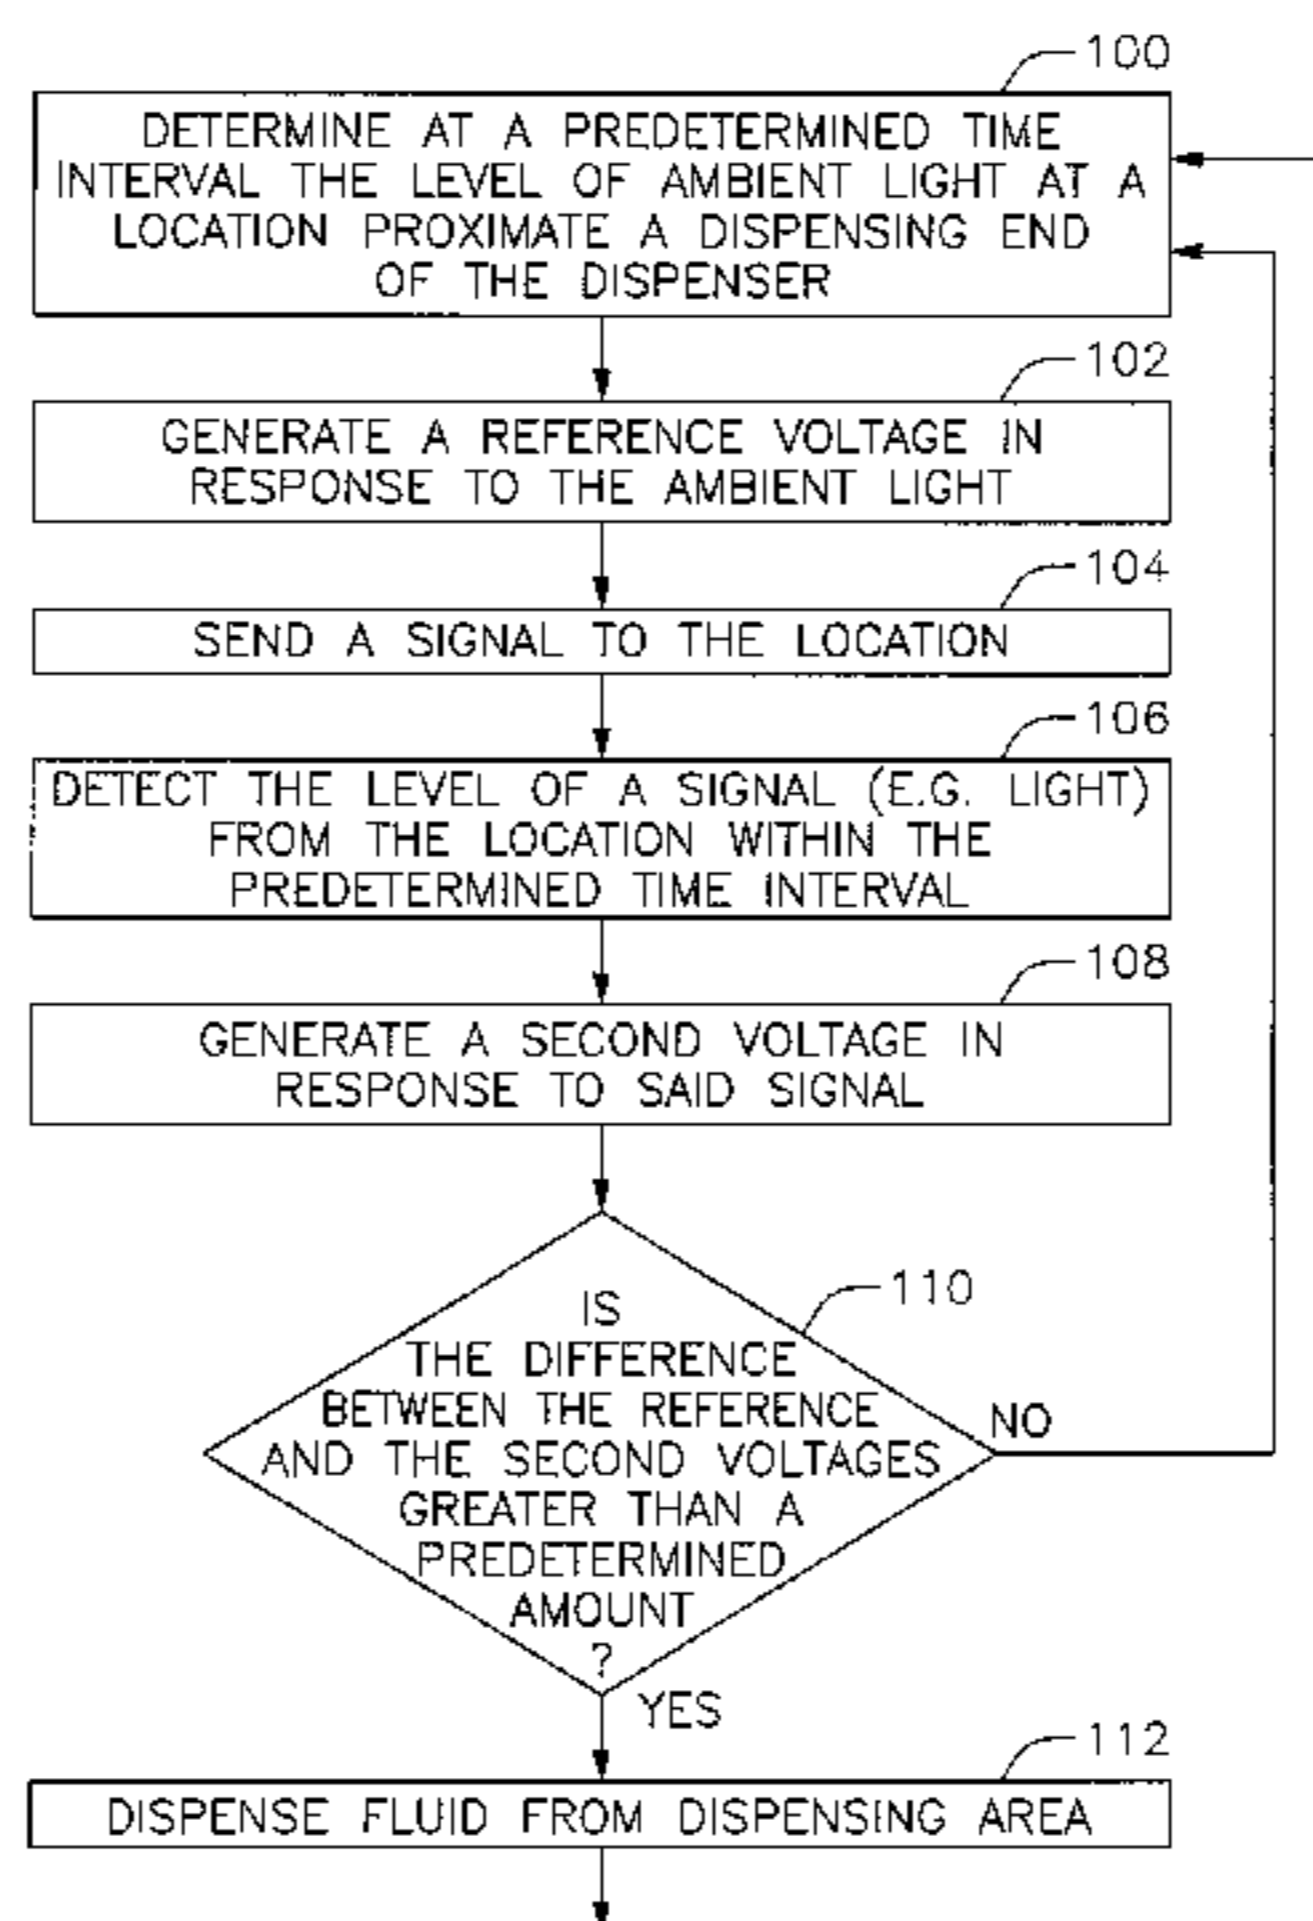 100
DETERMINE AT A PREDETERMINED TIME
INTERVAL THE LEVEL OF AMBIENT LIGHT AT A
LOCATION PROXIMATE A DISPENSING END
OF THE DISPENSER
102
GENERATE A REFERENCE VOLTAGE IN
RESPONSE TO THE AMBIENT LIGHT
104
SEND A SIGNAL TO THE LOCATION
106
DETECT THE LEVEL OF A SIGNAL (E.G. LIGHT)
FROM THE LOCATION WITHIN THE
PREDETERMINED TIME INTERVAL
108
GENERATE A SECOND VOLTAGE IN
RESPONSE TO SAID SIGNAL
110
IS
THE DIFFERENCE
BETWEEN THE REFERENCE
AND THE SECOND VOLTAGES
GREATER THAN A
PREDETERMINED
AMOUNT
?
NO
YES
112
DISPENSE FLUID FROM DISPENSING AREA